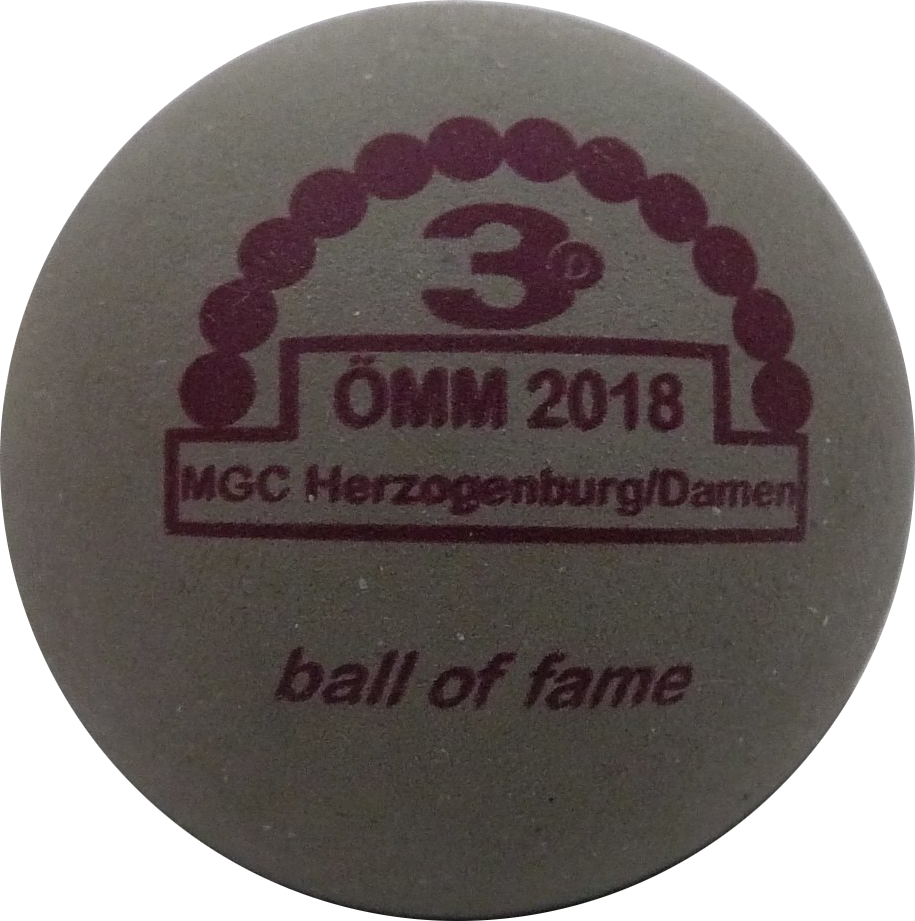 3D
ÖMM 2018
MGC Herzogenburg/Damen
ball of fame